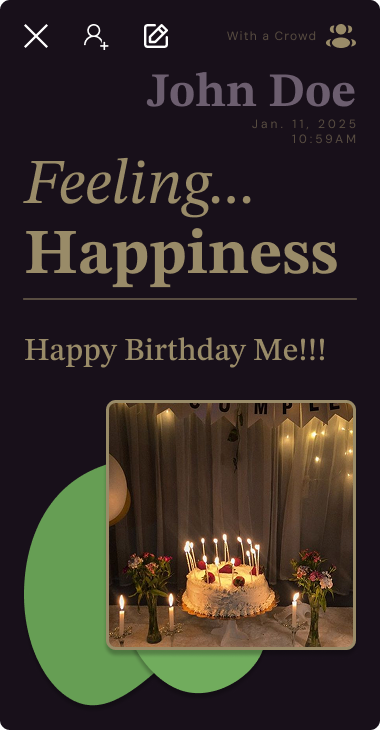 With a Crowd
John Doe
Jan. 11, 2025
10:59AM
Feeling...
Happiness
Happy Birthday Me!!!